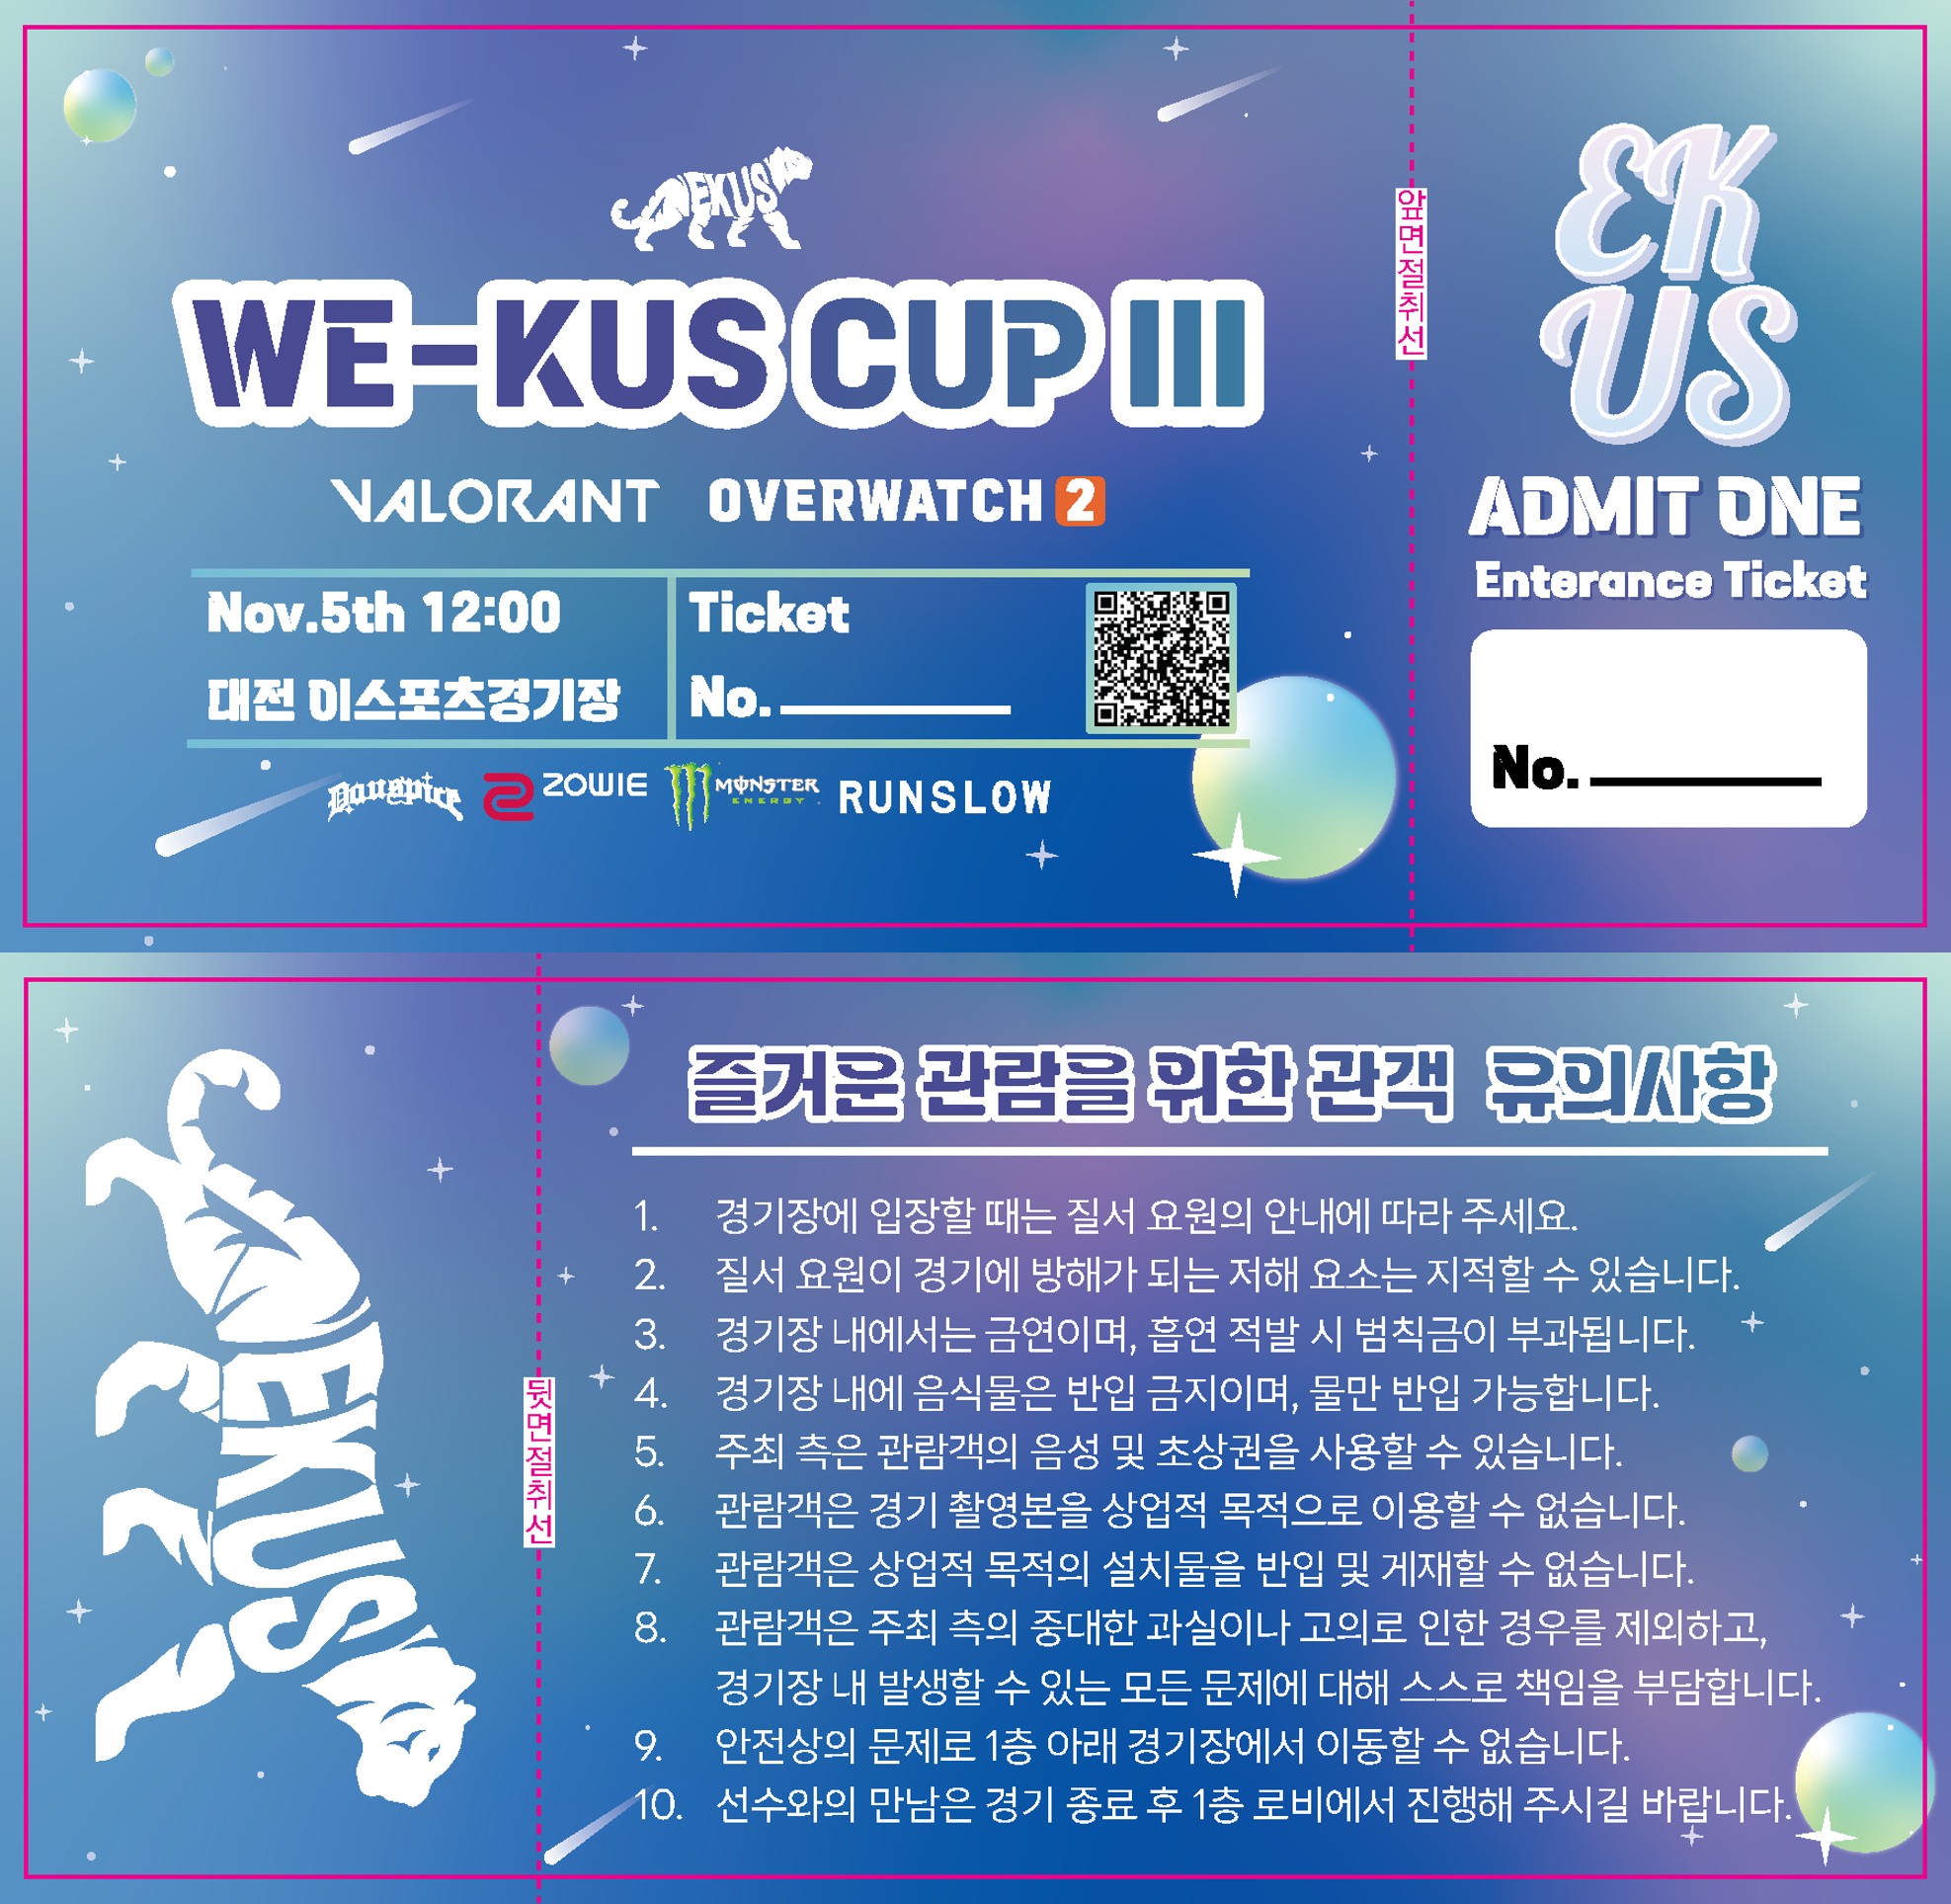 EKUS
WE-KUS CUP III
VALORANT OVERWATCH 2
Nov.5th 12:00
대전 이스포츠경기장
Ticket
No.
ZOWIE MONSTER ENERGY RUNSLOW
앞면절취선
EK
US
ADMIT ONE
Enterance Ticket
No.
EKUS
뒷면절취선
즐거운 관람을 위한 관객 유의사항
1. 경기장에 입장할 때는 질서 요원의 안내에 따라 주세요.
2. 질서 요원이 경기에 방해가 되는 저해 요소는 지적할 수 있습니다.
3. 경기장 내에서는 금연이며, 흡연 적발 시 범칙금이 부과됩니다.
4. 경기장 내에 음식물은 반입 금지이며, 물만 반입 가능합니다.
5. 주최 측은 관람객의 음성 및 초상권을 사용할 수 있습니다.
6. 관람객은 경기 촬영본을 상업적 목적으로 이용할 수 없습니다.
7. 관람객은 상업적 목적의 설치물을 반입 및 게재할 수 없습니다.
8. 관람객은 주최 측의 중대한 과실이나 고의로 인한 경우를 제외하고,
경기장 내 발생할 수 있는 모든 문제에 대해 스스로 책임을 부담합니다.
9. 안전상의 문제로 1층 아래 경기장에서 이동할 수 없습니다.
10. 선수와의 만남은 경기 종료 후 1층 로비에서 진행해 주시길 바랍니다.